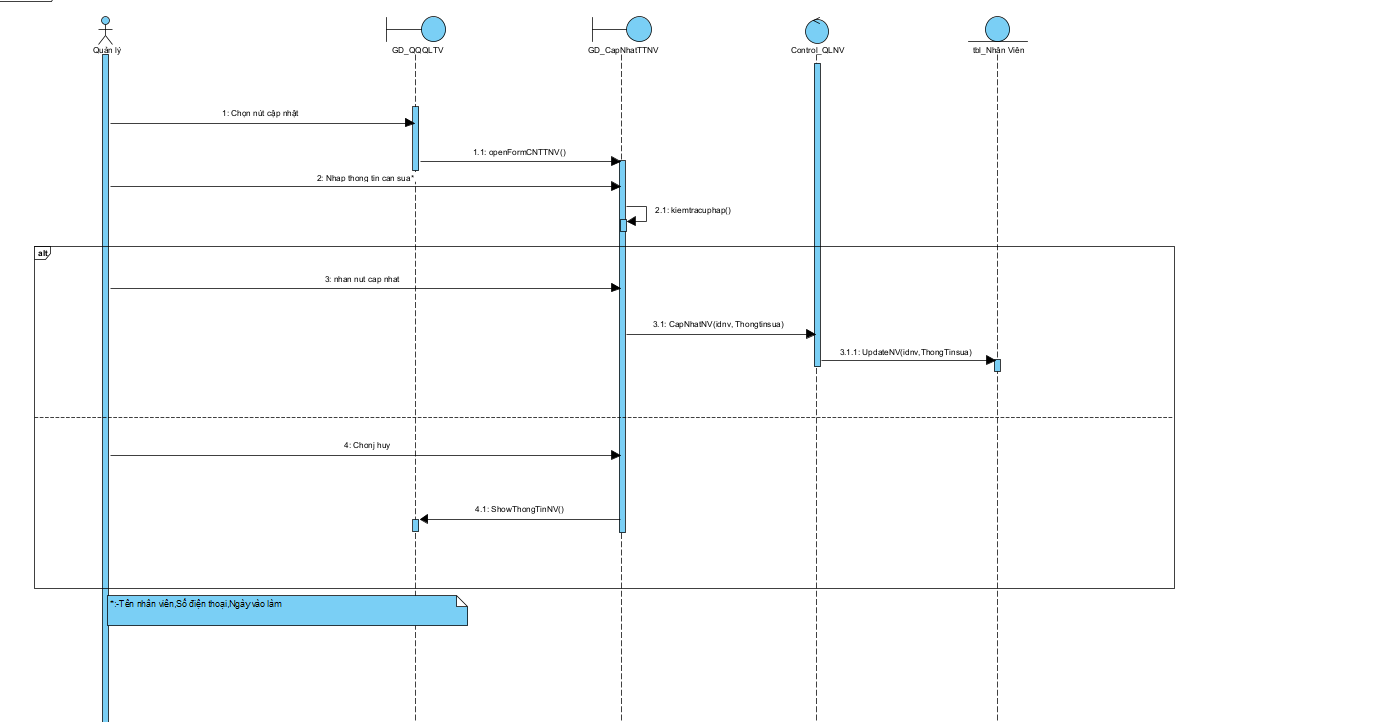 Quản lý
GD_QQQLTV
GD_CapNhatTTNV
Control_QLNV
tbl_Nhân Viên
1: Chọn nút cập nhật
1.1: openFormCNTTNV()
2: Nhap thong tin can sua*
2.1: kiemtracuphap()
alt
3: nhan nut cap nhat
3.1: CapNhatNV(idnv, Thongtinsua)
3.1.1: UpdateNV(idnv,ThongTinsua)
4: Chonj huy
4.1: ShowThongTinNV()
*:-Tên nhân viên,Số điện thoại,Ngày vào làm